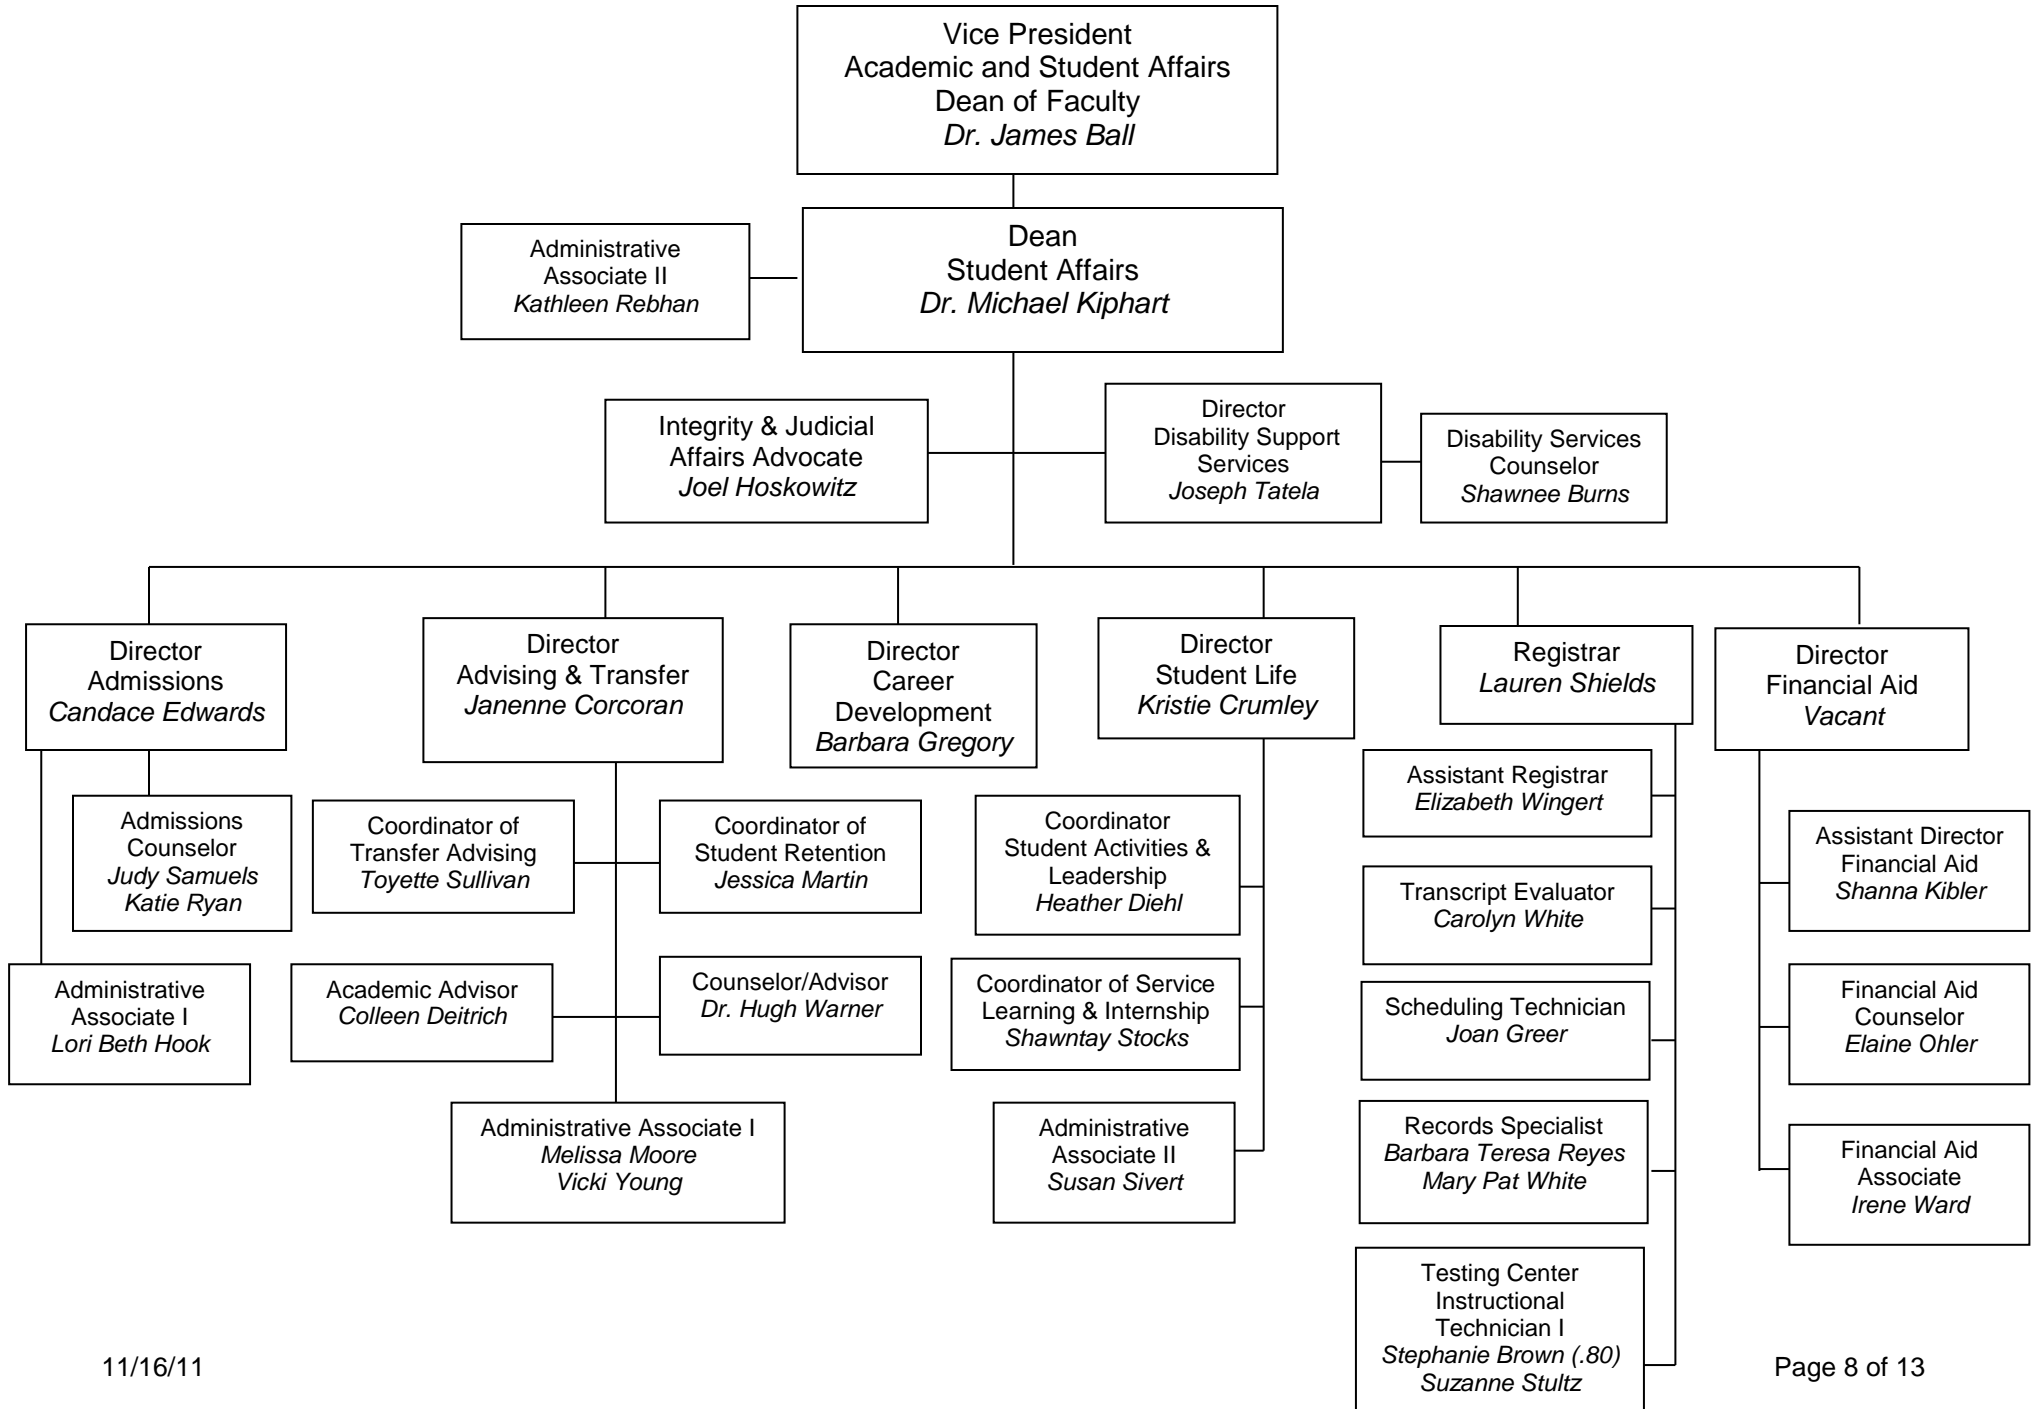 Vice President
Academic and Student Affairs
Dean of Faculty
Dr. James Ball
Administrative
Associate II
Kathleen Rebhan
Dean
Student Affairs
Dr. Michael Kiphart
Integrity & Judicial
Affairs Advocate
Joel Hoskowitz
Director
Disability Support
Services
Joseph Tatela
Disability Services
Counselor
Shawnee Burns
Director
Admissions
Candace Edwards
Director
Advising & Transfer
Janenne Corcoran
Director
Career
Development
Barbara Gregory
Director
Student Life
Kristie Crumley
Registrar
Lauren Shields
Director
Financial Aid
Vacant
Admissions
Counselor
Judy Samuels
Katie Ryan
Administrative
Associate I
Lori Beth Hook
Coordinator of
Transfer Advising
Toyette Sullivan
Coordinator of
Student Retention
Jessica Martin
Academic Advisor
Colleen Deitrich
Counselor/Advisor
Dr. Hugh Warner
Administrative Associate I
Melissa Moore
Vicki Young
Coordinator
Student Activities &
Leadership
Heather Diehl
Coordinator of Service
Learning & Internship
Shawntay Stocks
Administrative
Associate II
Susan Sivert
Assistant Registrar
Elizabeth Wingert
Transcript Evaluator
Carolyn White
Scheduling Technician
Joan Greer
Records Specialist
Barbara Teresa Reyes
Mary Pat White
Testing Center
Instructional
Technician I
Stephanie Brown (.80)
Suzanne Stultz
Assistant Director
Financial Aid
Shanna Kibler
Financial Aid
Counselor
Elaine Ohler
Financial Aid
Associate
Irene Ward
11/16/11
Page 8 of 13